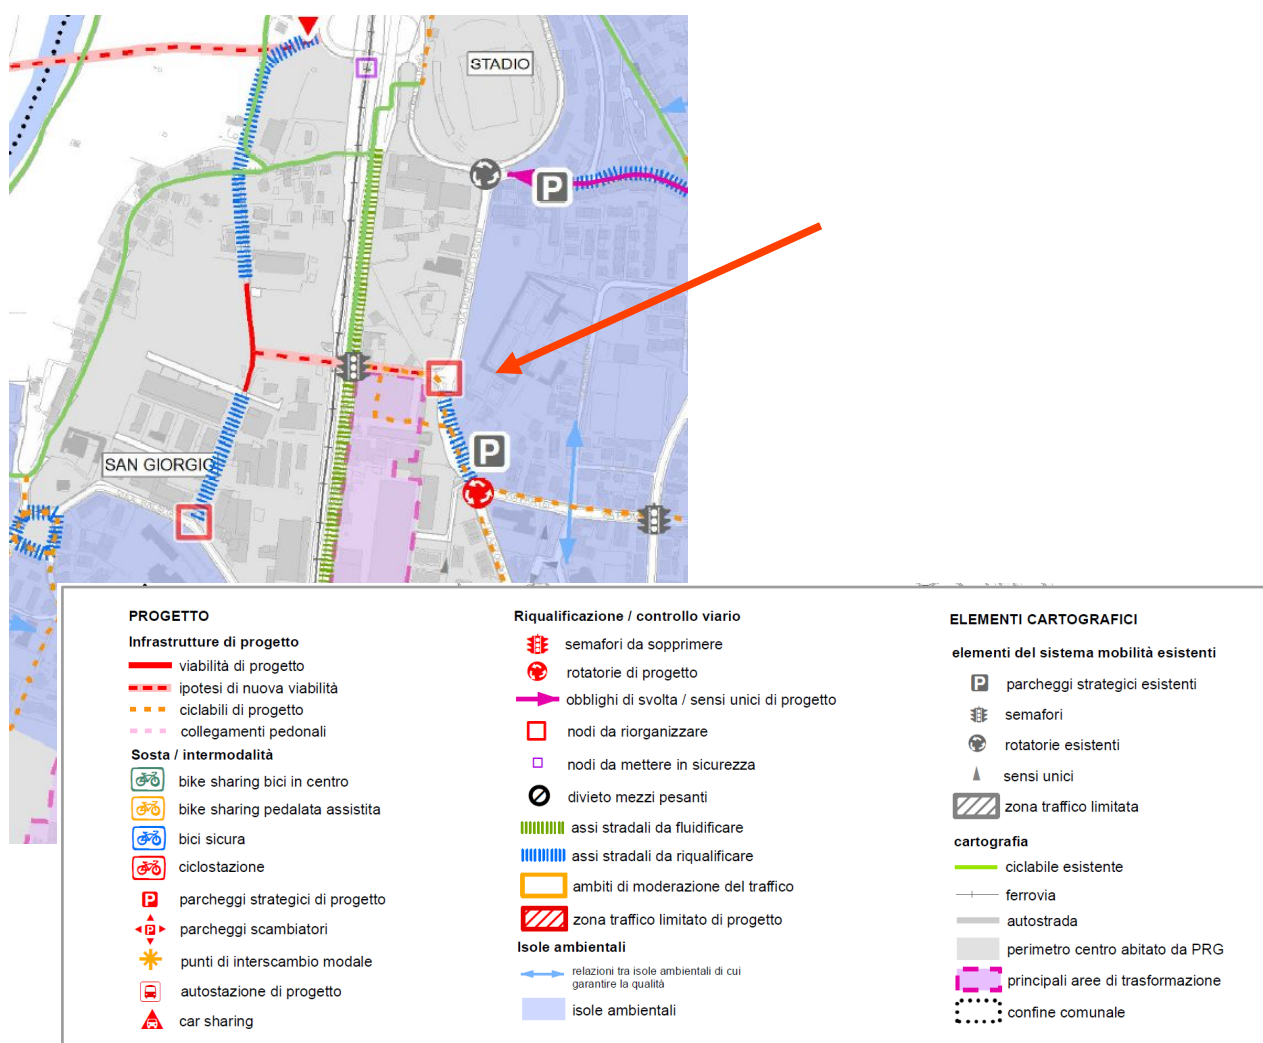 STADIO
SAN GIORGIO
PROGETTO
Infrastrutture di progetto
viabilità di progetto
ipotesi di nuova viabilità
ciclabili di progetto
collegamenti pedonali
Sosta / intermodalità
bike sharing bici in centro
bike sharing pedalata assistita
bici sicura
ciclostazione
P parcheggi strategici di progetto
P parcheggi scambiatori
punti di interscambio modale
autostazione di progetto
car sharing
Riqualificazione / controllo viario
semafori da sopprimere
rotatorie di progetto
obblighi di svolta / sensi unici di progetto
nodi da riorganizzare
nodi da mettere in sicurezza
divieto mezzi pesanti
assi stradali da fluidificare
assi stradali da riqualificare
ambiti di moderazione del traffico
zona traffico limitato di progetto
Isole ambientali
relazioni tra isole ambientali di cui
garantire la qualità
isole ambientali
ELEMENTI CARTOGRAFICI
elementi del sistema mobilità esistenti
P parcheggi strategici esistenti
semafori
rotatorie esistenti
sensi unici
zona traffico limitata
cartografia
ciclabile esistente
ferrovia
autostrada
perimetro centro abitato da PRG
principali aree di trasformazione
confine comunale
P
P